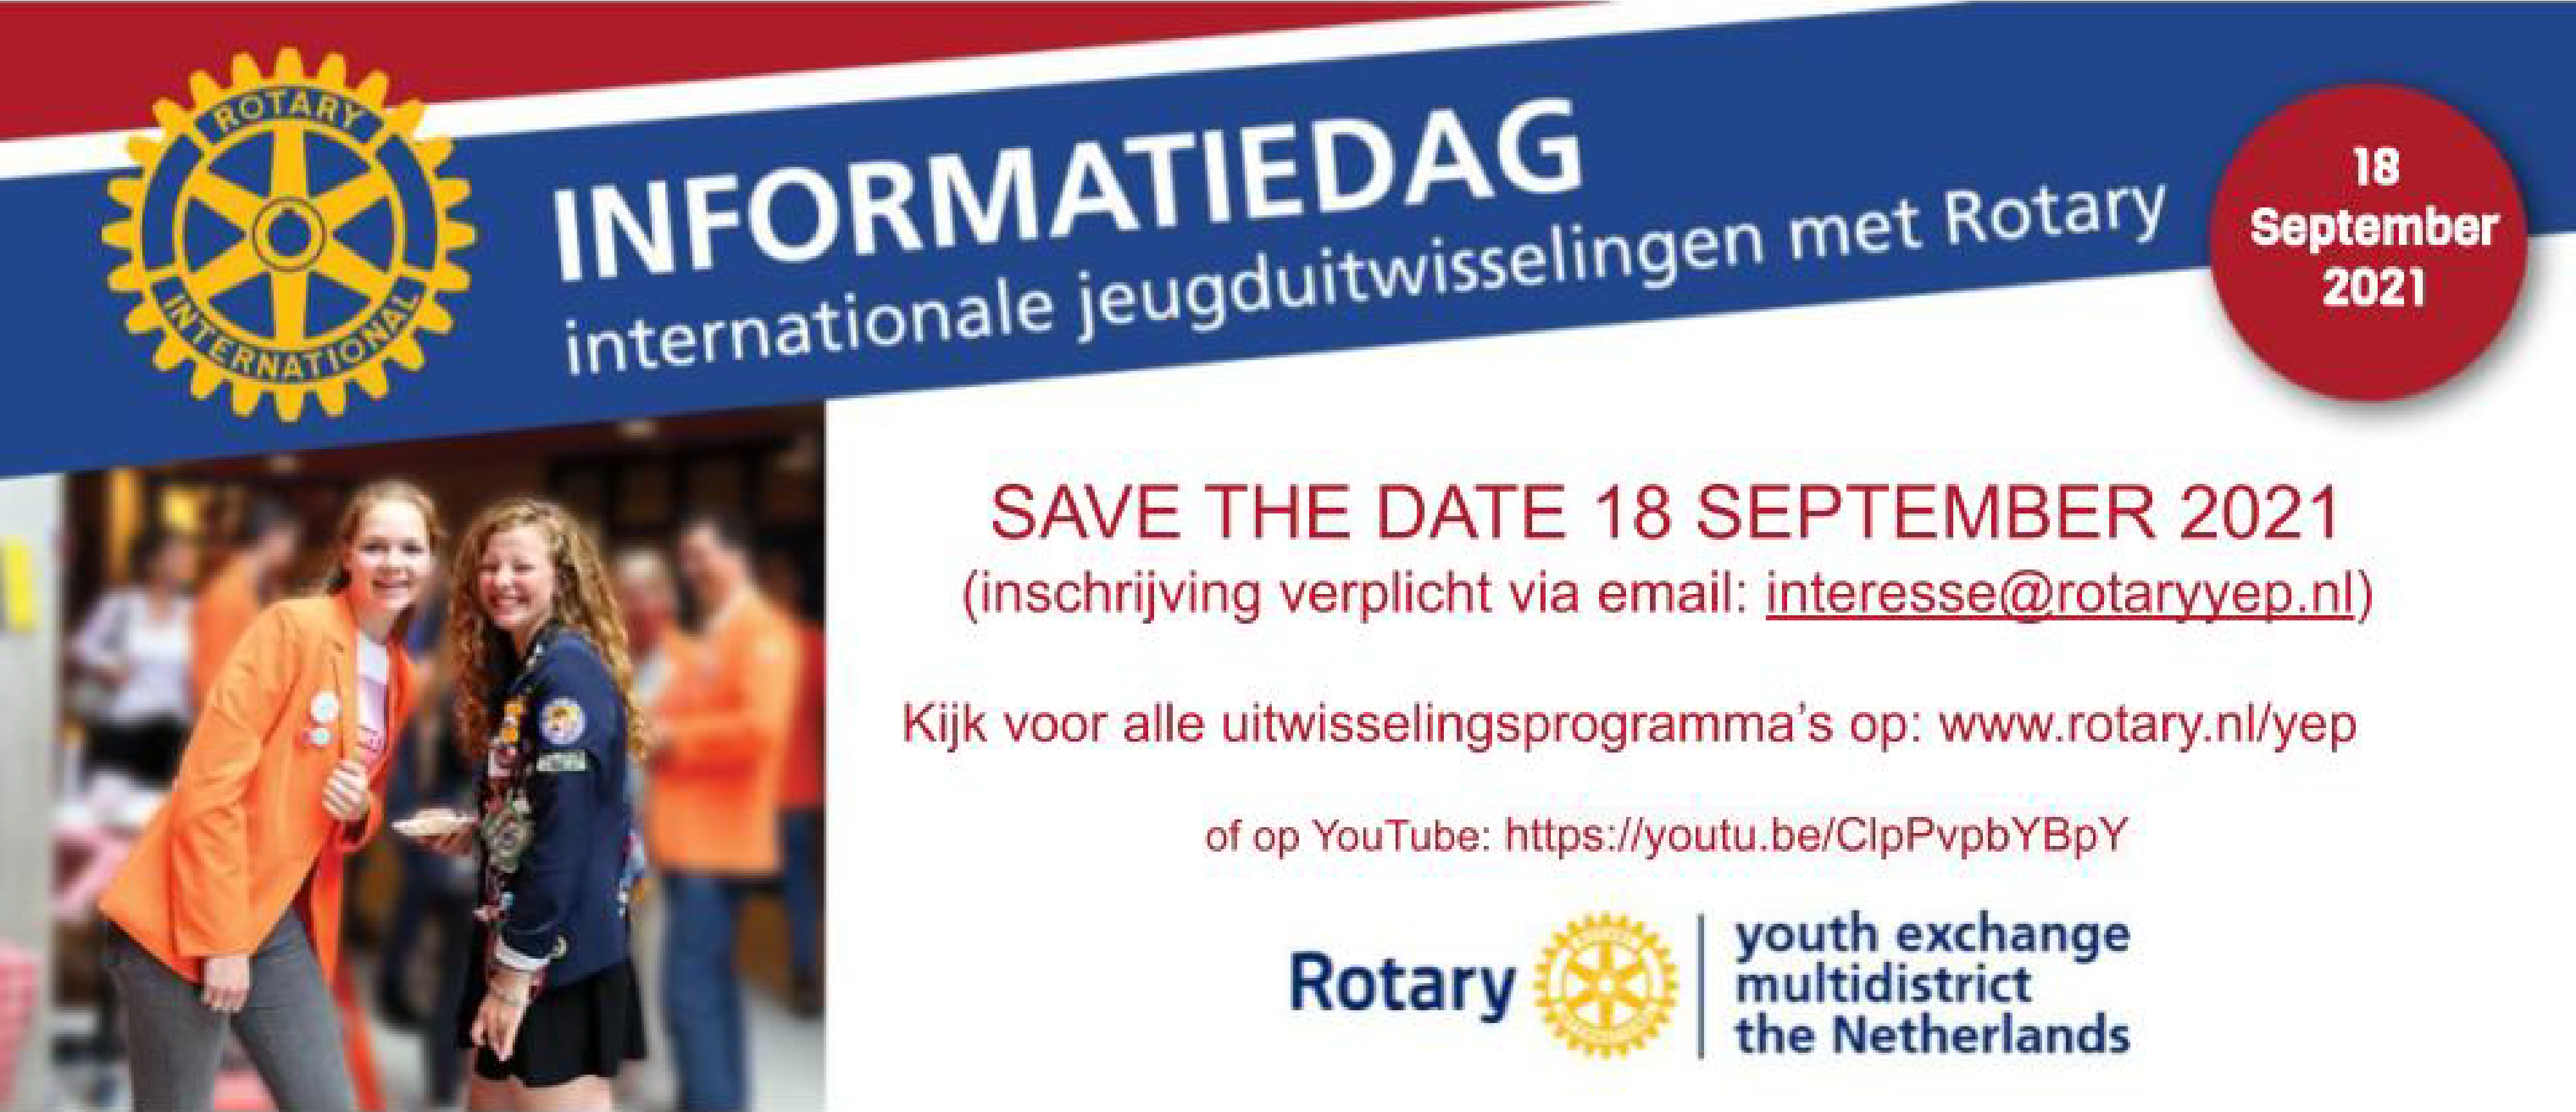 ROTARY
INTERNATIONAL
INFORMATIEDAG
internationale jeugduitwisselingen met Rotary
18
September
2021
SAVE THE DATE 18 SEPTEMBER 2021
(inschrijving verplicht via email: interesse@rotaryyep.nl)
Kijk voor alle uitwisselingsprogramma's op: www.rotary.nl/yep
of op YouTube: https://youtu.be/ClpPvpbYBpY
Rotary
youth exchange
multidistrict
the Netherlands